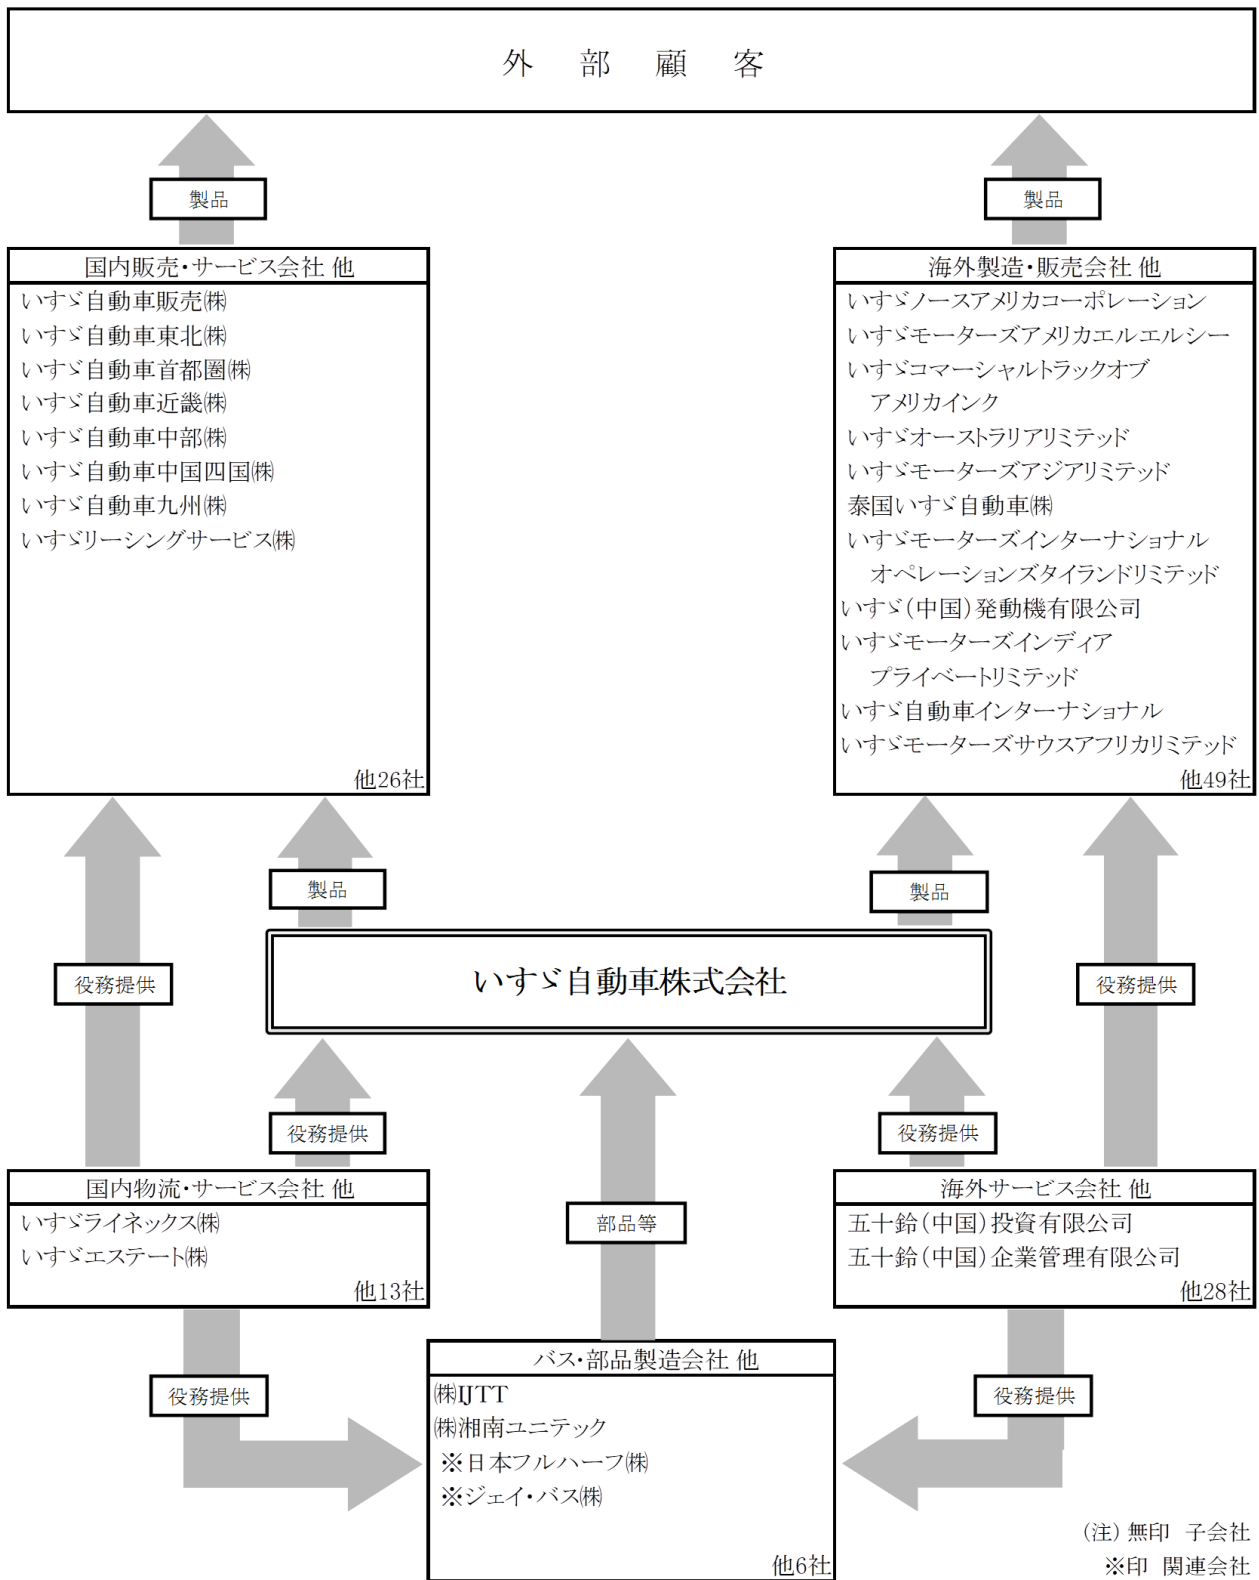 外部顧客
製品
製品
国内販売・サービス会社 他
いすゞ自動車販売㈱
いすゞ自動車東北㈱
いすゞ自動車首都圏㈱
いすゞ自動車近畿㈱
いすゞ自動車中部㈱
いすゞ自動車中国四国㈱
いすゞ自動車九州㈱
いすゞリーシングサービス㈱
他26社
海外製造・販売会社 他
いすゞノースアメリカコーポレーション
いすゞモーターズアメリカエルエルシー
いすゞコマーシャルトラックオブ
アメリカインク
いすゞオーストラリアリミテッド
いすゞモーターズアジアリミテッド
泰国いすゞ自動車㈱
いすゞモーターズインターナショナル
オペレーションズタイランドリミテッド
いすゞ(中国)発動機有限公司
いすゞモーターズインディア
プライベートリミテッド
いすゞ自動車インターナショナル
いすゞモーターズサウスアフリカリミテッド
他49社
製品
製品
役務提供
いすゞ自動車株式会社
役務提供
役務提供
役務提供
国内物流・サービス会社 他
いすゞライネックス㈱
いすゞエステート㈱
他13社
部品等
海外サービス会社 他
五十鈴(中国)投資有限公司
五十鈴(中国)企業管理有限公司
他28社
役務提供
役務提供
バス・部品製造会社 他
㈱IJTT
㈱湘南ユニテック
※日本フルハーフ㈱
※ジェイ・バス㈱
他6社
(注) 無印 子会社
※印 関連会社